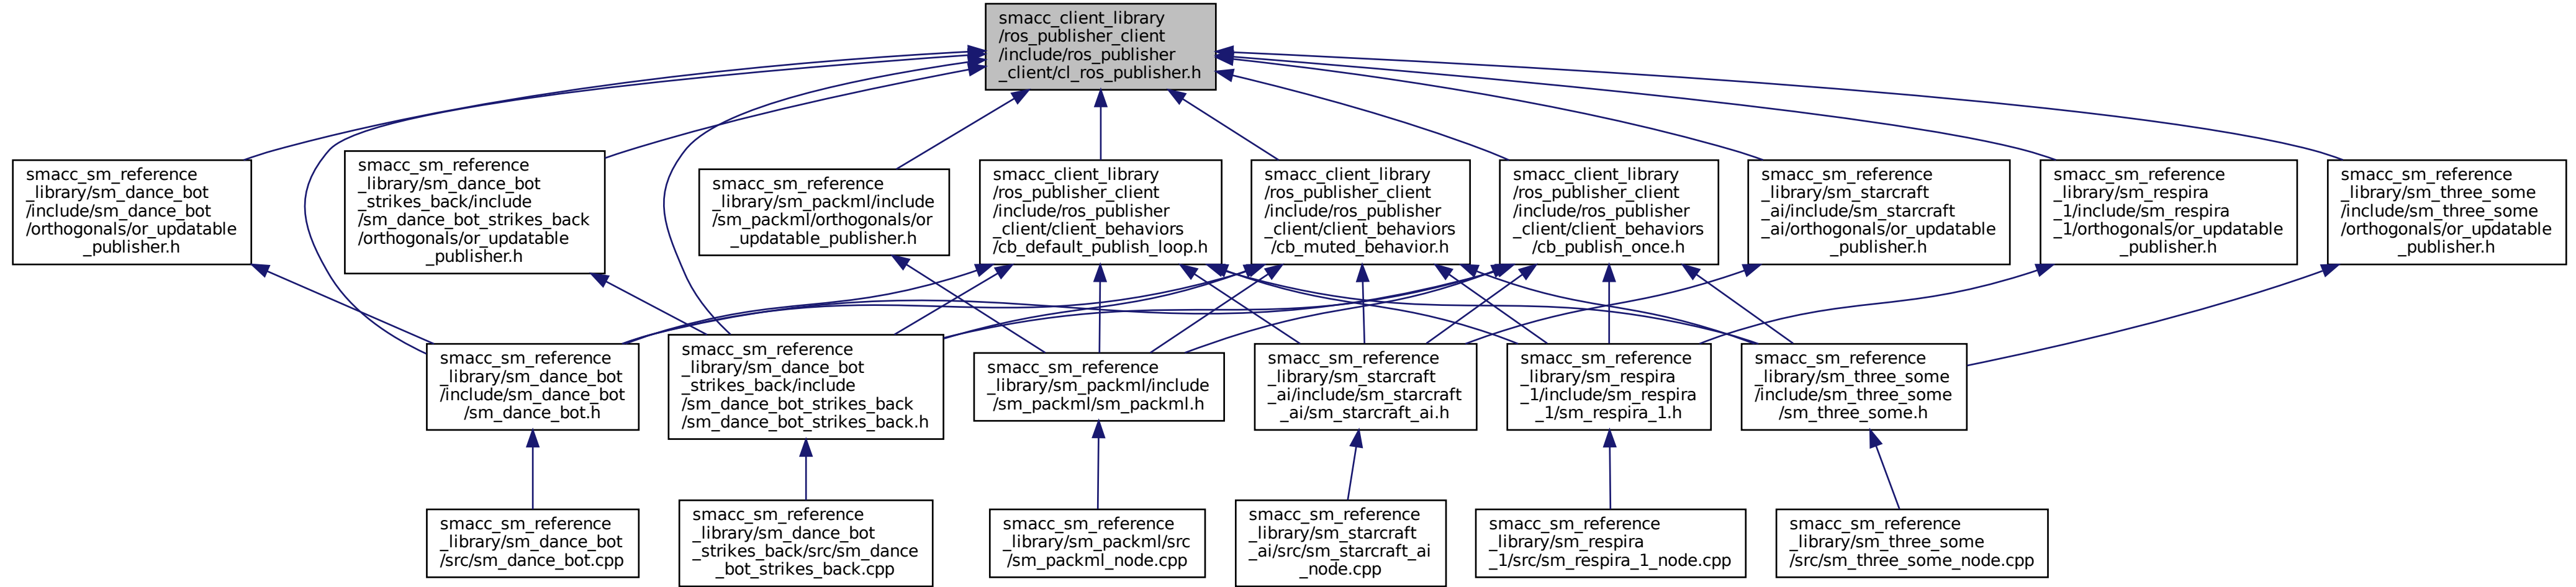 smacc_client_library
/ros_publisher_client
/include/ros_publisher
_client/cl_ros_publisher.h
smacc_sm_reference
_library/sm_dance_bot
/include/sm_dance_bot
/orthogonals/or_updatable
_publisher.h
smacc_sm_reference
_library/sm_dance_bot
_strikes_back/include
/sm_dance_bot_strikes_back
/orthogonals/or_updatable
_publisher.h
smacc_sm_reference
_library/sm_packml/include
/sm_packml/orthogonals/or
_updatable_publisher.h
smacc_client_library
/ros_publisher_client
/include/ros_publisher
_client/client_behaviors
/cb_default_publish_loop.h
smacc_client_library
/ros_publisher_client
/include/ros_publisher
_client/client_behaviors
/cb_muted_behavior.h
smacc_client_library
/ros_publisher_client
/include/ros_publisher
_client/client_behaviors
/cb_publish_once.h
smacc_sm_reference
_library/sm_starcraft
_ai/include/sm_starcraft
_ai/orthogonals/or_updatable
_publisher.h
smacc_sm_reference
_library/sm_respira
_1/include/sm_respira
_1/orthogonals/or_updatable
_publisher.h
smacc_sm_reference
_library/sm_three_some
/include/sm_three_some
/orthogonals/or_updatable
_publisher.h
smacc_sm_reference
_library/sm_dance_bot
/include/sm_dance_bot
/sm_dance_bot.h
smacc_sm_reference
_library/sm_dance_bot
_strikes_back/include
/sm_dance_bot_strikes_back
/sm_dance_bot_strikes_back.h
smacc_sm_reference
_library/sm_packml/include
/sm_packml/sm_packml.h
smacc_sm_reference
_library/sm_starcraft
_ai/include/sm_starcraft
_ai/sm_starcraft_ai.h
smacc_sm_reference
_library/sm_respira
_1/include/sm_respira
_1/sm_respira_1.h
smacc_sm_reference
_library/sm_three_some
/include/sm_three_some
/sm_three_some.h
smacc_sm_reference
_library/sm_dance_bot
/src/sm_dance_bot.cpp
smacc_sm_reference
_library/sm_dance_bot
_strikes_back/src/sm_dance
_bot_strikes_back.cpp
smacc_sm_reference
_library/sm_packml/src
/sm_packml_node.cpp
smacc_sm_reference
_library/sm_starcraft
_ai/src/sm_starcraft_ai
_node.cpp
smacc_sm_reference
_library/sm_respira
_1/src/sm_respira_1_node.cpp
smacc_sm_reference
_library/sm_three_some
/src/sm_three_some_node.cpp